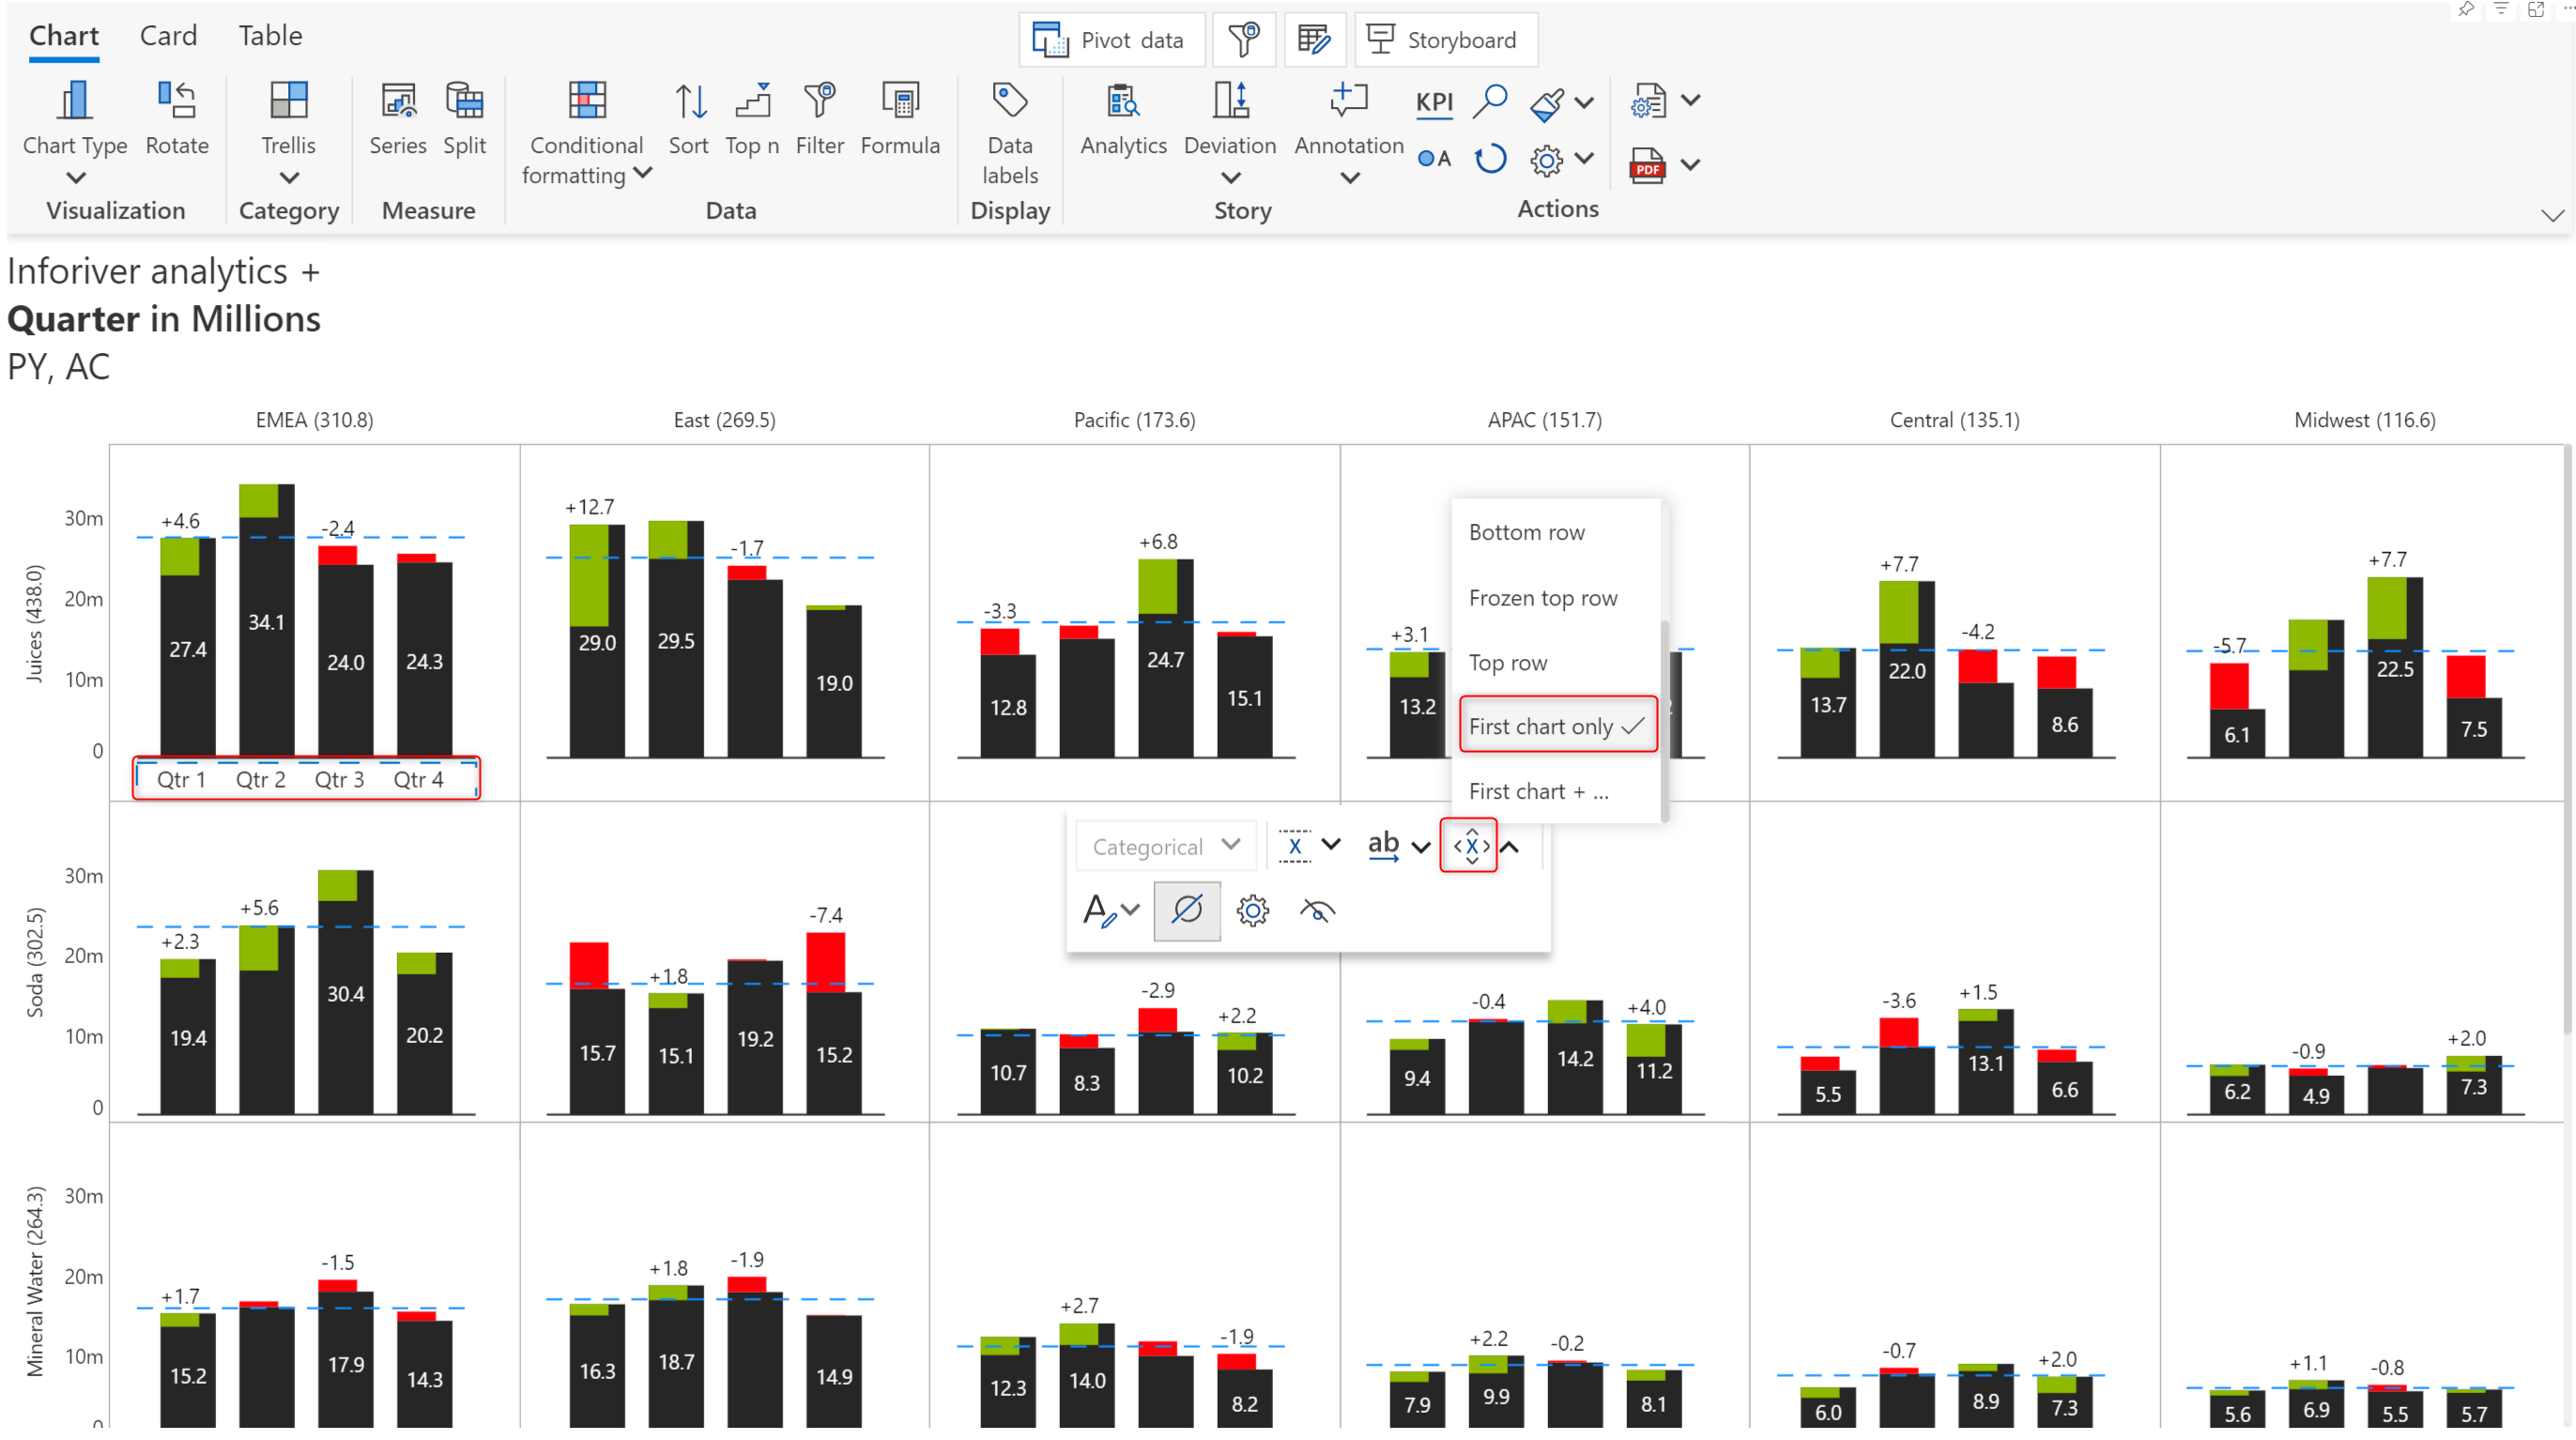 Chart Card Table
Pivot data Storyboard
Chart Type Rotate Trellis Series Split Conditional formatting Sort Top n Filter Formula Data labels Analytics Deviation Annotation KPI A PDF
Visualization Category Measure Data Display Story Actions
Inforiver analytics +
Quarter in Millions
PY, AC
EMEA (310.8) East (269.5) Pacific (173.6) APAC (151.7) Central (135.1) Midwest (116.6)
Juices (438.0)
30m
20m
10m
0
+4.6 -2.4
27.4 34.1 24.0 24.3
Qtr 1 Qtr 2 Qtr 3 Qtr 4
+12.7 -1.7
29.0 29.5 19.0
-3.3 +6.8
12.8 24.7 15.1
+3.1
13.2
+7.7 -4.2
13.7 22.0 8.6
-5.7 +7.7
6.1 22.5 7.5
Bottom row
Frozen top row
Top row
First chart only
First chart + ...
Categorical X ab X
A
Soda (302.5)
30m
20m
10m
0
+2.3 +5.6
19.4 30.4 20.2
+1.8 -7.4
15.7 15.1 19.2 15.2
-2.9 +2.2
10.7 8.3 10.2
-0.4 +4.0
9.4 14.2 11.2
-3.6 +1.5
5.5 13.1 6.6
-0.9 +2.0
6.2 4.9 7.3
Mineral Water (264.3)
30m
20m
10m
0
+1.7 -1.5
15.2 17.9 14.3
+1.8 -1.9
16.3 18.7 14.9
+2.7 -1.9
12.3 14.0 8.2
+2.2 -0.2
7.9 9.9 8.1
-0.7 +2.0
6.0 8.9 7.3
+1.1 -0.8
5.6 6.9 5.5 5.7